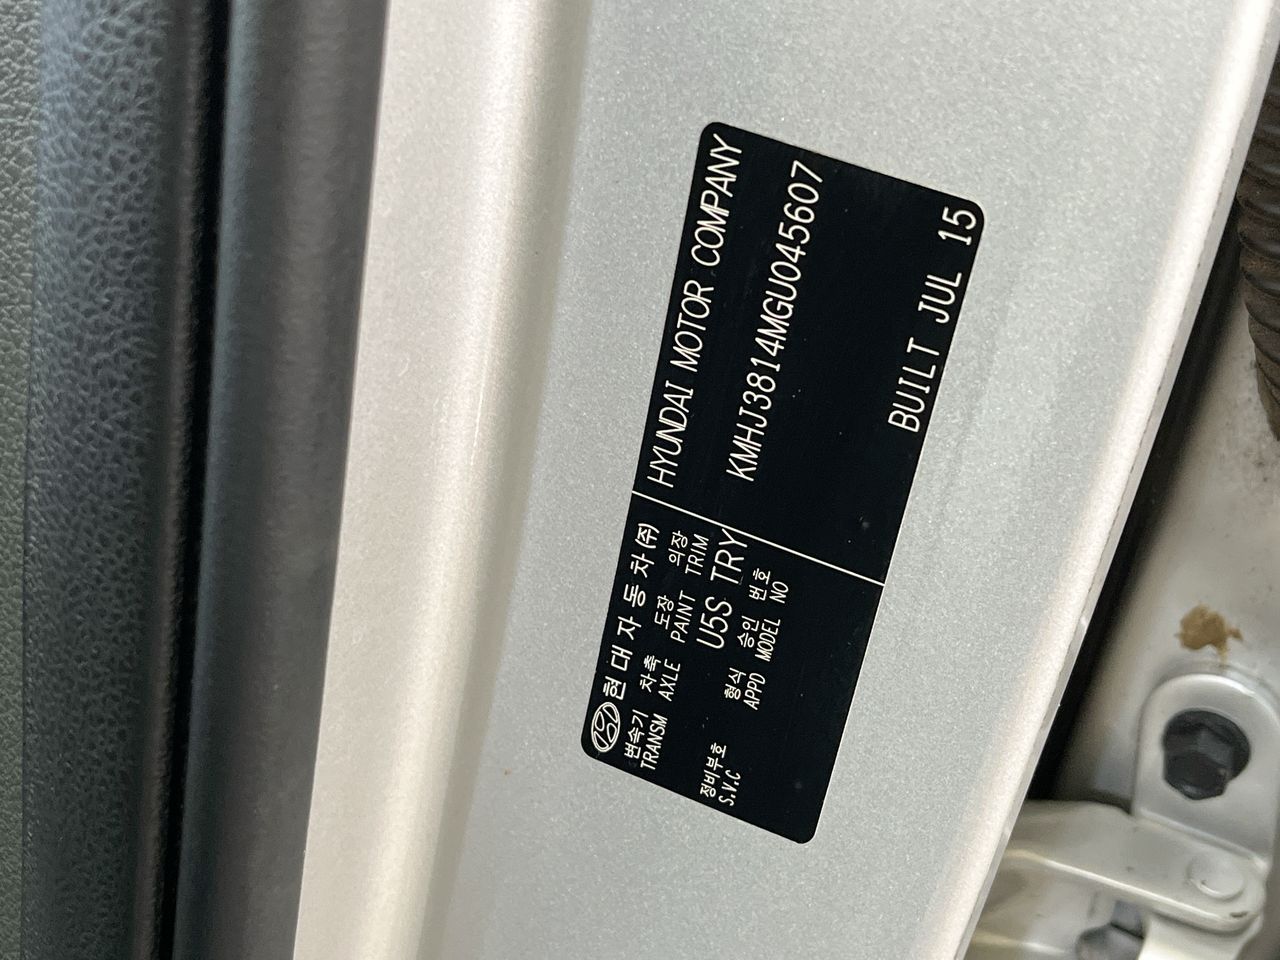 현대자동차(주)
변속기 차축 도장 의장
TRANSM AXLE PAINT TRIM
U5S TRY
정비부호 형식 승인 번호
S.V.C APPD MODEL NO
HYUNDAI MOTOR COMPANY
KMHJ3814MGU045607
BUILT JUL 15